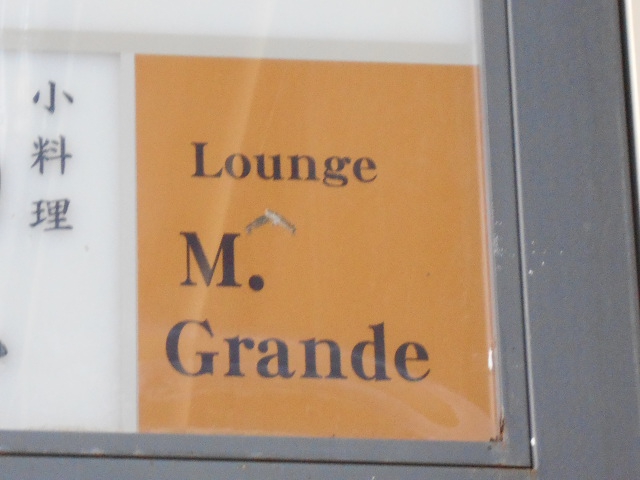 小料理
Lounge
M.
Grande